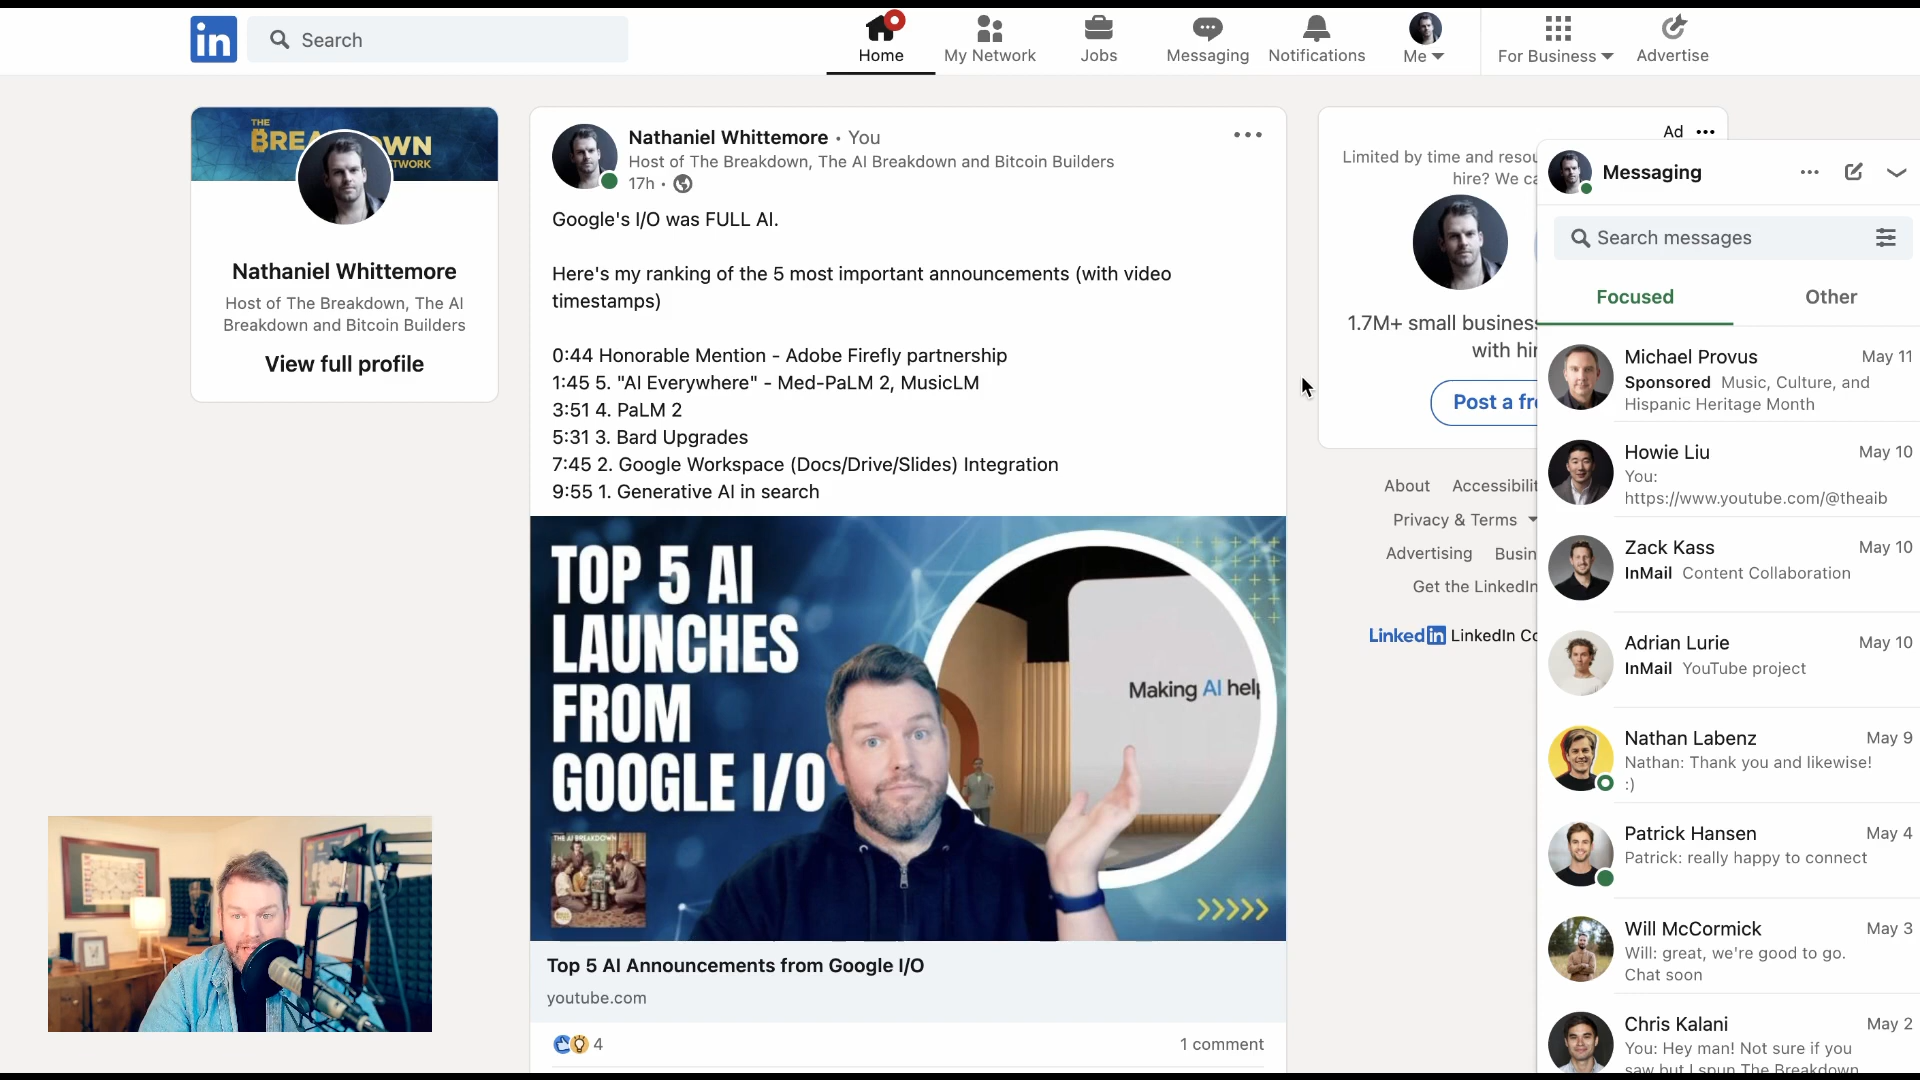 in
Search
Home
My Network
Jobs
Messaging
Notifications
Me
For Business
Advertise
THE
BREA
OWN
TWORK
Nathaniel Whittemore
Host of The Breakdown, The AI
Breakdown and Bitcoin Builders
View full profile
Nathaniel Whittemore • You
Host of The Breakdown, The AI Breakdown and Bitcoin Builders
17h •
Google's I/O was FULL AI.
Here's my ranking of the 5 most important announcements (with video
timestamps)
0:44 Honorable Mention - Adobe Firefly partnership
1:45 5. "AI Everywhere" - Med-PaLM 2, MusicLM
3:51 4. PaLM 2
5:31 3. Bard Upgrades
7:45 2. Google Workspace (Docs/Drive/Slides) Integration
9:55 1. Generative AI in search
TOP 5 AI
LAUNCHES
FROM
GOOGLE I/O
Making AI help
THE AI BREAKDOWN
Top 5 AI Announcements from Google I/O
youtube.com
4
1 comment
Ad
Limited by time and resou
hire? We ca
1.7M+ small business
with hir
Post a fre
About Accessibilit
Privacy & Terms
Advertising Busin
Get the LinkedIn
Linkedin LinkedIn Co
Messaging
Search messages
Focused
Other
Michael Provus May 11
Sponsored Music, Culture, and
Hispanic Heritage Month
Howie Liu May 10
You:
https://www.youtube.com/@theaib
Zack Kass May 10
InMail Content Collaboration
Adrian Lurie May 10
InMail YouTube project
Nathan Labenz May 9
Nathan: Thank you and likewise!
:)
Patrick Hansen May 4
Patrick: really happy to connect
Will McCormick May 3
Will: great, we're good to go.
Chat soon
Chris Kalani May 2
You: Hey man! Not sure if you
saw but I spun The Breakdown